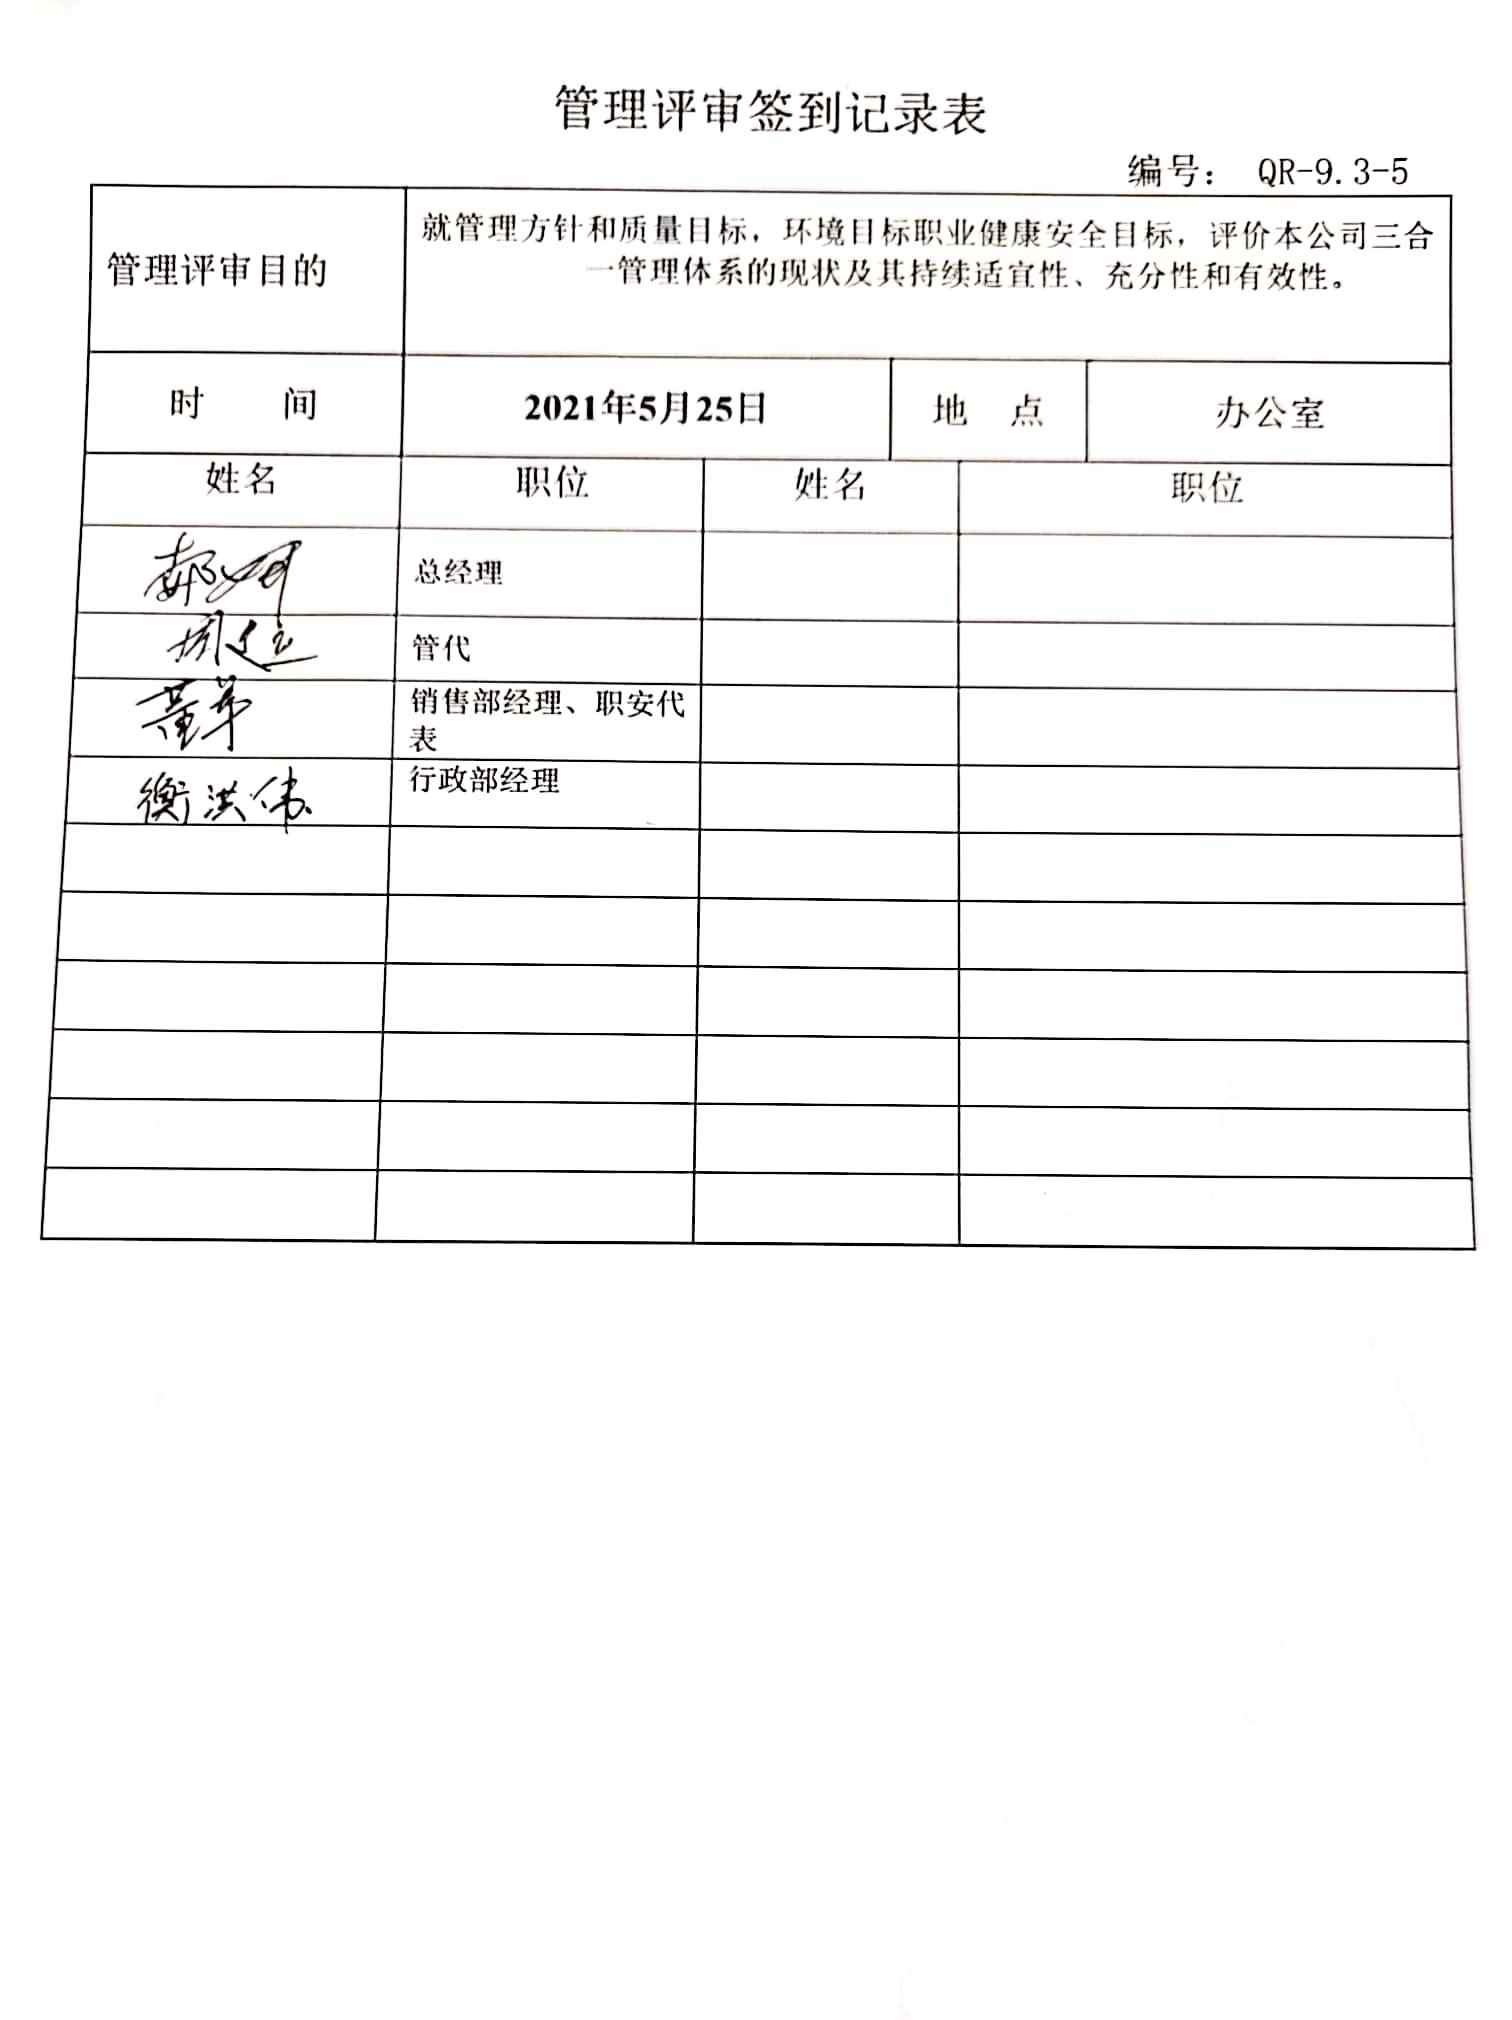 管理评审签到记录表
编号： QR-9.3-5
管理评审目的
就管理方针和质量目标，环境目标职业健康安全目标，评价本公司三合
一管理体系的现状及其持续适宜性、充分性和有效性。
时 间 2021年5月25日 地 点 办公室
姓名 职位 姓名 职位
总经理
管代
销售部经理、职安代
表
衡洪伟 行政部经理